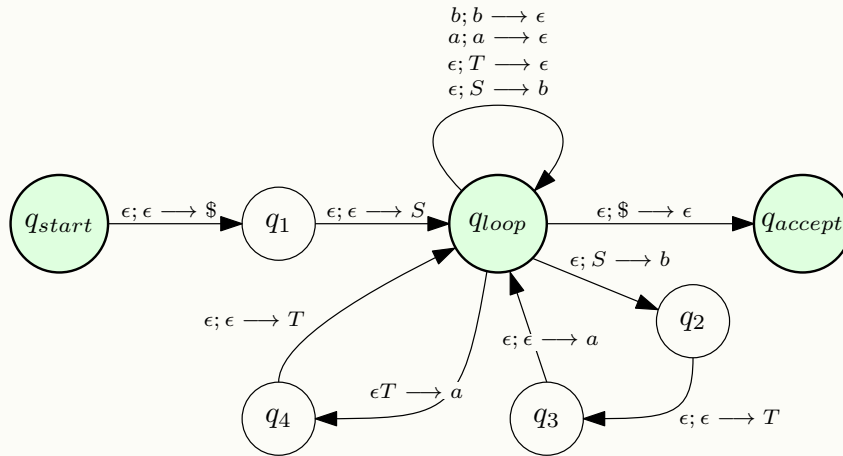 b; b ⟶ ϵ
a; a ⟶ ϵ
ϵ; T ⟶ ϵ
ϵ; S ⟶ b
q_start
ϵ; ϵ ⟶ $
q_1
ϵ; ϵ ⟶ S
q_loop
ϵ; $ ⟶ ϵ
q_accept
ϵ; S ⟶ b
q_2
ϵ; ϵ ⟶ T
ϵ; ϵ ⟶ a
ϵT ⟶ a
q_4
q_3
ϵ; ϵ ⟶ T